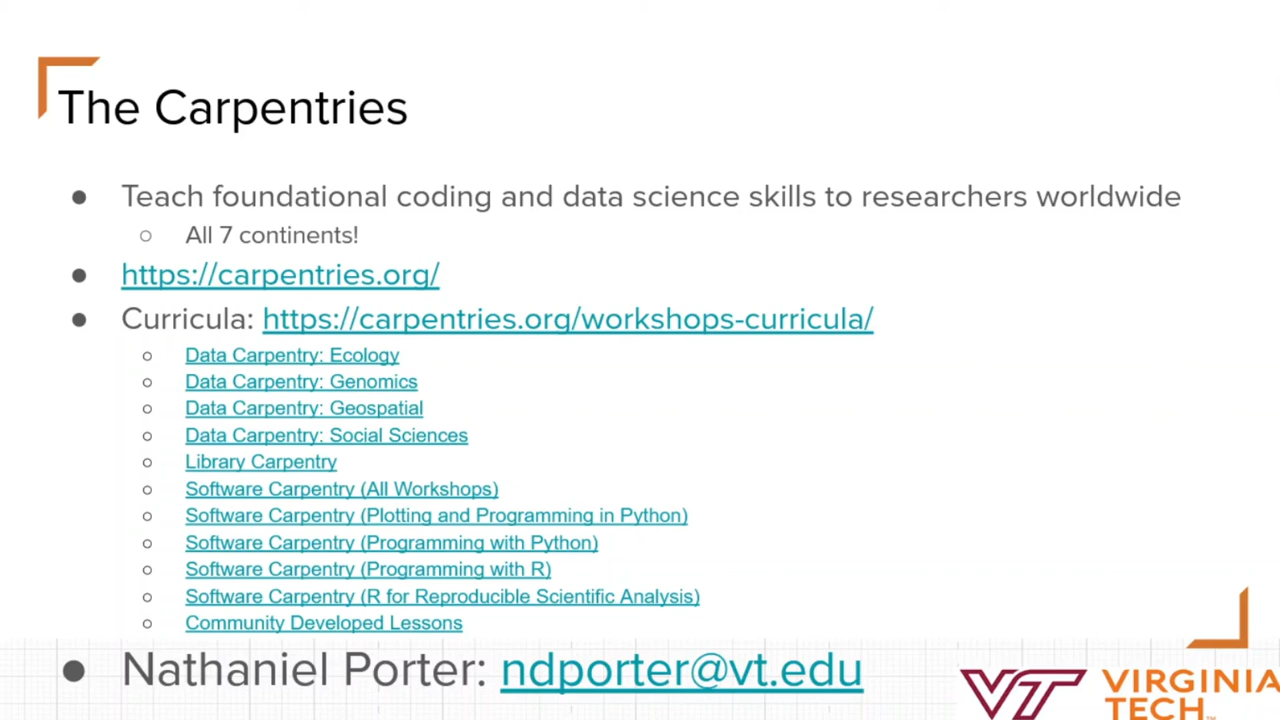 The Carpentries
● Teach foundational coding and data science skills to researchers worldwide
○ All 7 continents!
● https://carpentries.org/
● Curricula: https://carpentries.org/workshops-curricula/
○ Data Carpentry: Ecology
○ Data Carpentry: Genomics
○ Data Carpentry: Geospatial
○ Data Carpentry: Social Sciences
○ Library Carpentry
○ Software Carpentry (All Workshops)
○ Software Carpentry (Plotting and Programming in Python)
○ Software Carpentry (Programming with Python)
○ Software Carpentry (Programming with R)
○ Software Carpentry (R for Reproducible Scientific Analysis)
○ Community Developed Lessons
● Nathaniel Porter: ndporter@vt.edu
VT VIRGINIA
TECH™